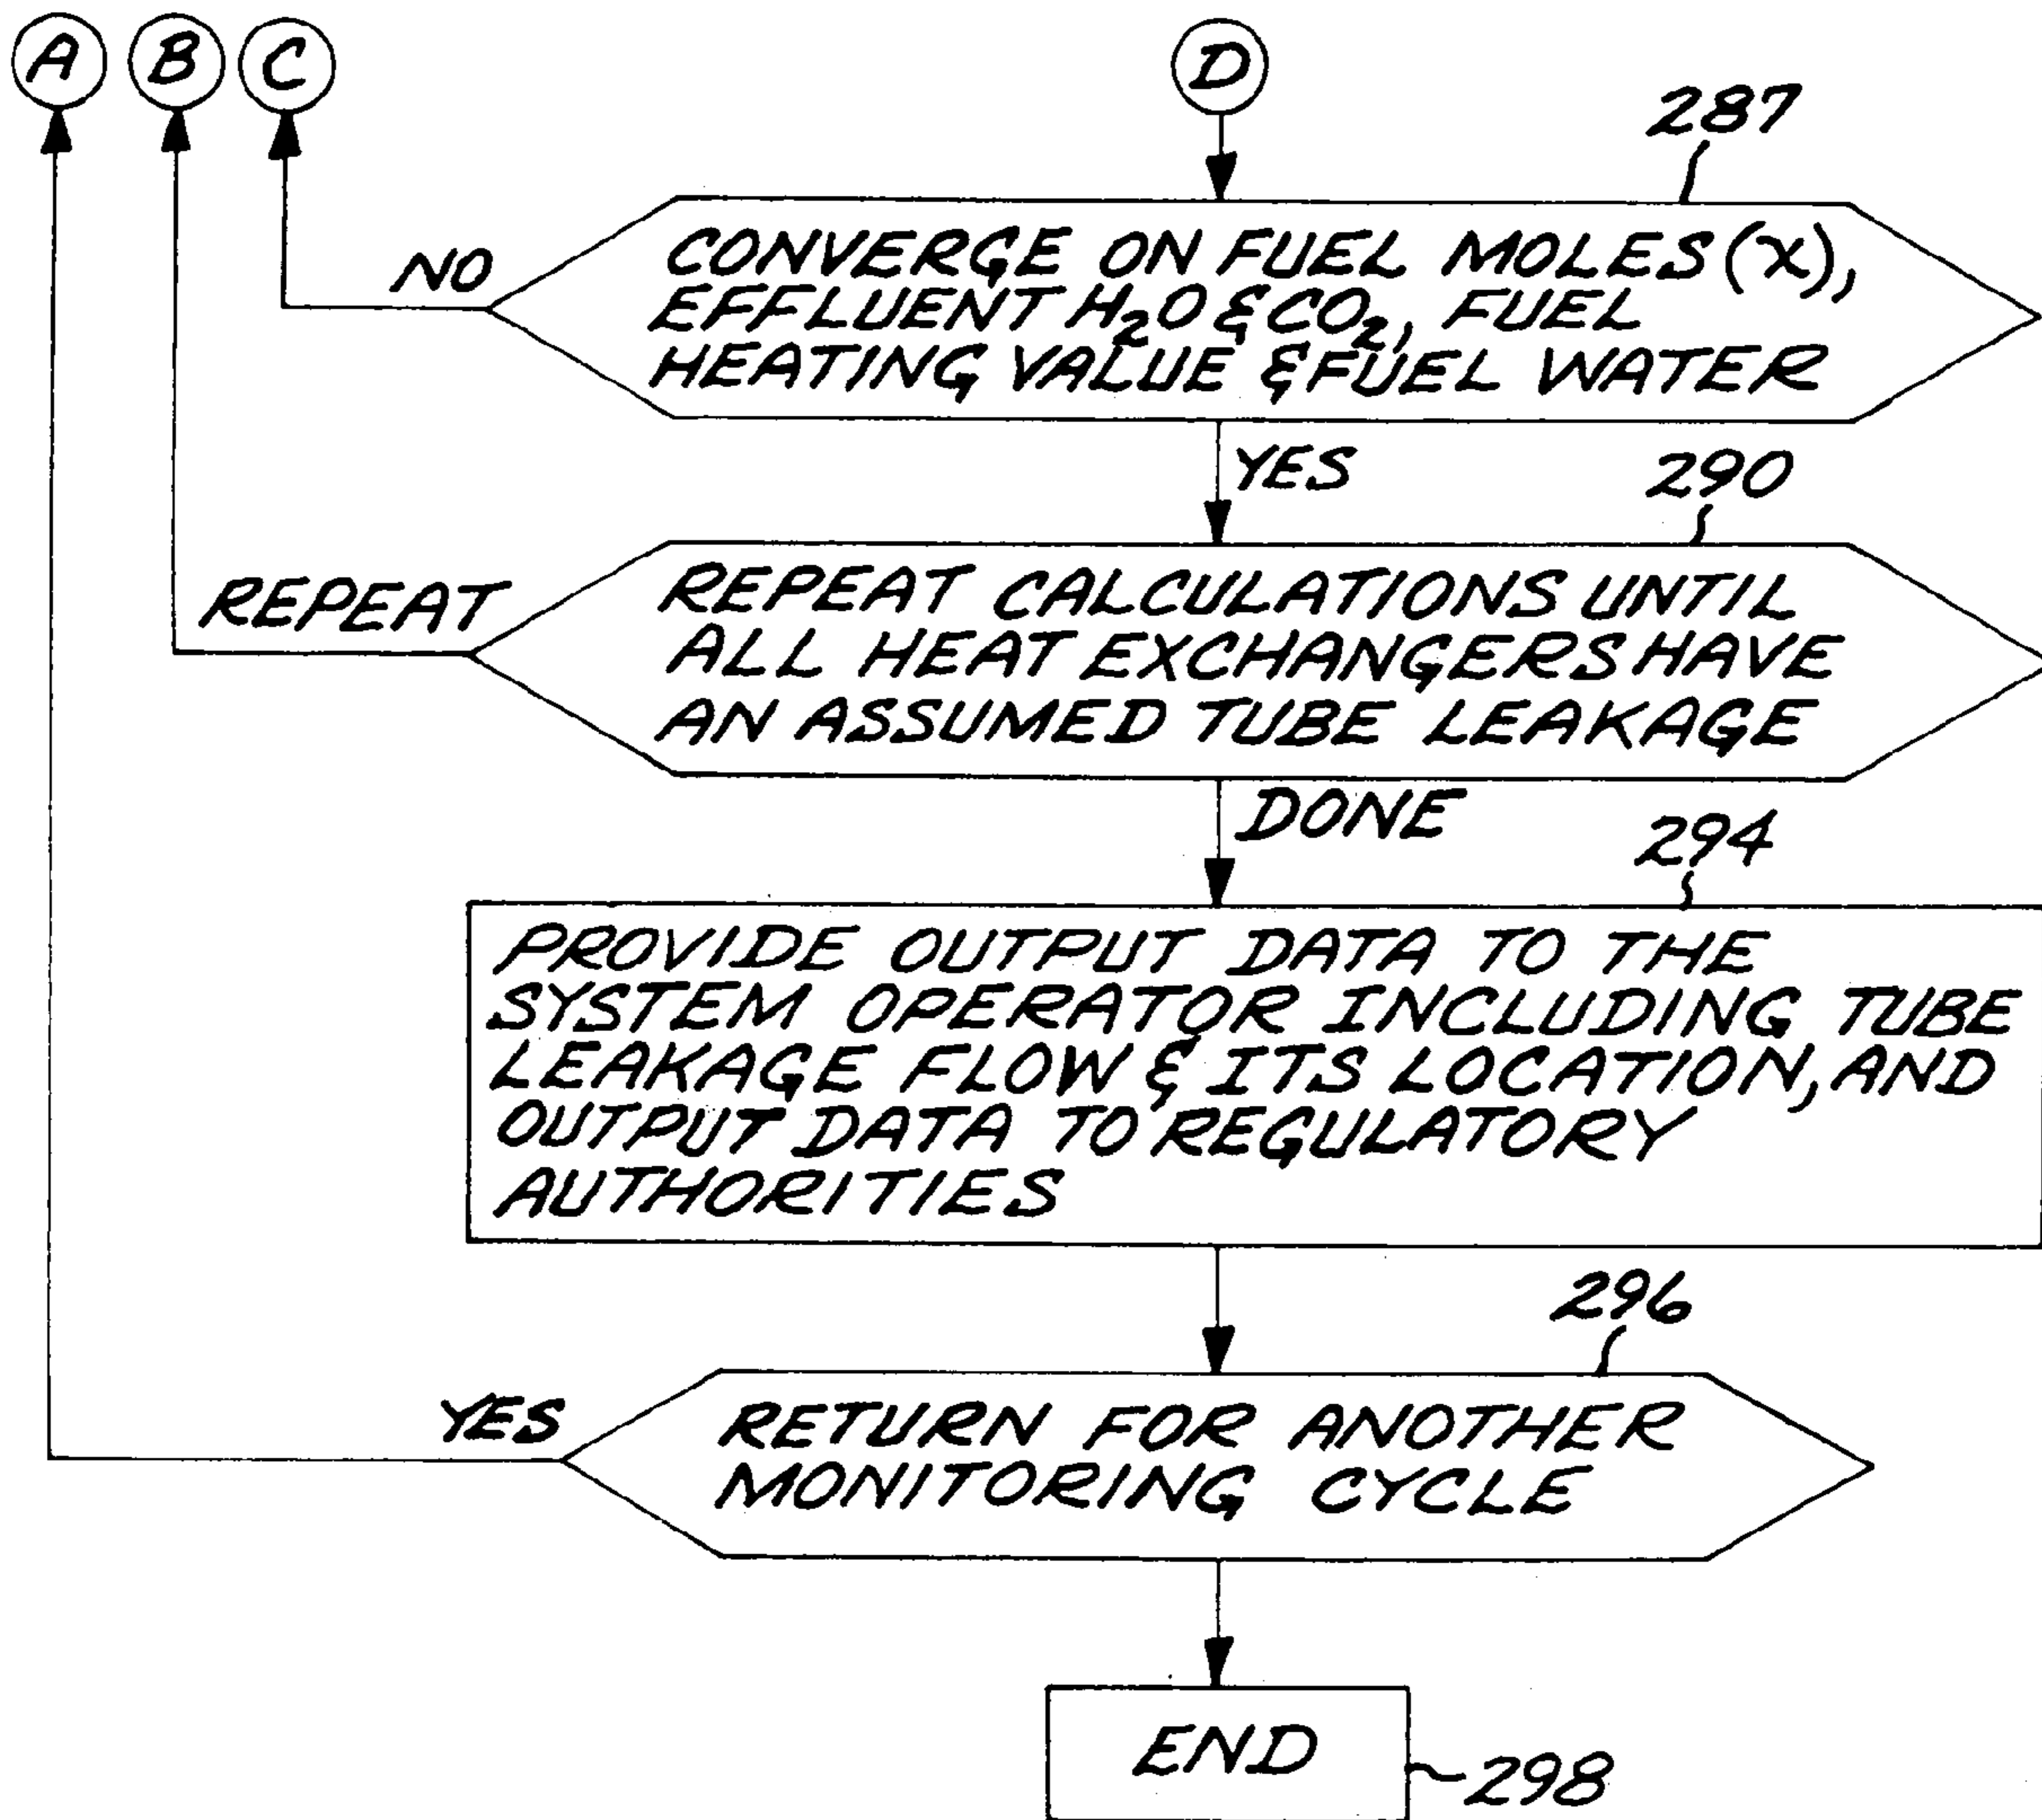 A B C D
287
CONVERGE ON FUEL MOLES (X),
NO
EFFLUENT H₂O & CO₂, FUEL
HEATING VALUE & FUEL WATER
YES
290
REPEAT CALCULATIONS UNTIL
REPEAT
ALL HEAT EXCHANGERS HAVE
AN ASSUMED TUBE LEAKAGE
DONE
294
PROVIDE OUTPUT DATA TO THE
SYSTEM OPERATOR INCLUDING TUBE
LEAKAGE FLOW & ITS LOCATION, AND
OUTPUT DATA TO REGULATORY
AUTHORITIES
296
YES
RETURN FOR ANOTHER
MONITORING CYCLE
END
298